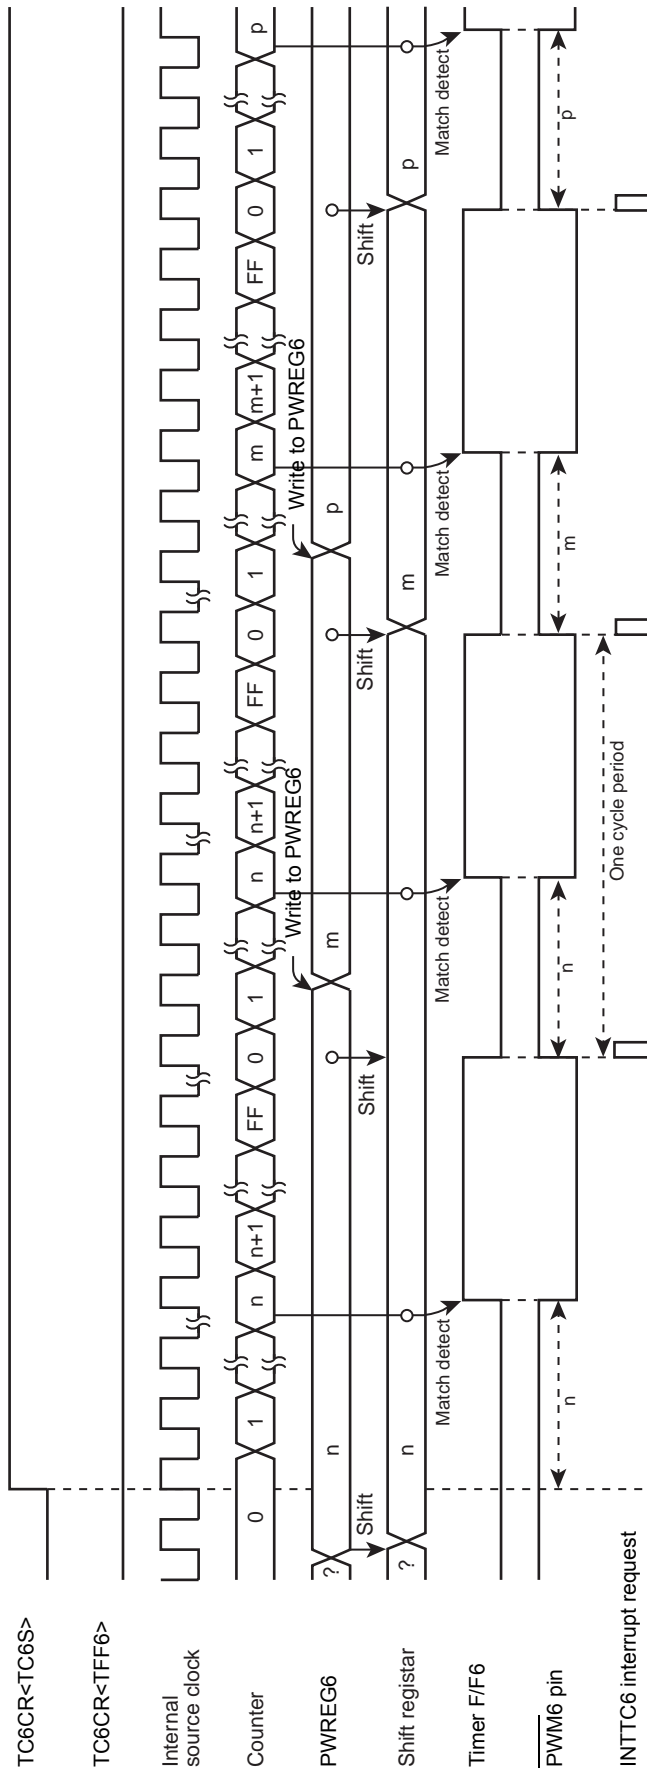 TC6CR<TC6S>
TC6CR<TFF6>
Internal
source clock
Counter 0 1 n n+1 FF 0 1 n n+1 FF 0 1 m m+1 FF 0 1 p
Write to PWREG6 Write to PWREG6
PWREG6 ? n m p
Shift Shift Shift Shift
Shift registar ? n m p
Match detect Match detect Match detect Match detect
Timer F/F6
PWM6 pin
n n m p
One cycle period
INTTC6 interrupt request